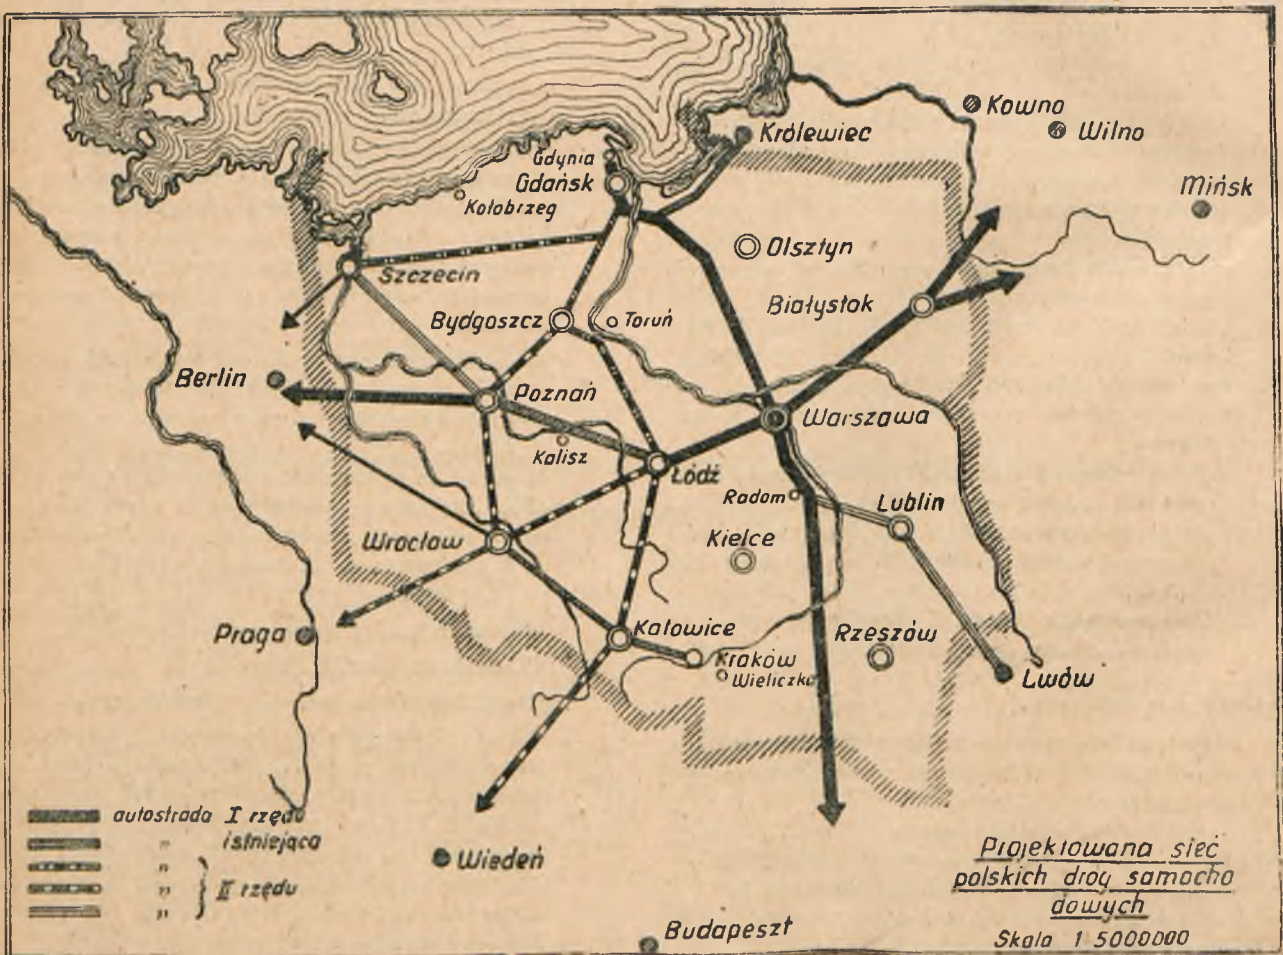 Kowno
Wilno
Królewiec
Gdynia
Gdańsk
Kołobrzeg
Mińsk
Olsztyn
Szczecin
Białystok
Bydgoszcz
Toruń
Berlin
Poznań
Warszawa
Kalisz
Łódź
Radom
Lublin
Wrocław
Kielce
Praga
Katowice
Rzeszów
Kraków
Wieliczka
Lwów
autostrada I rzędu
" istniejąca
"
" II rzędu
"
Wiedeń
Budapeszt
Projektowana sieć
polskich dróg samocho
dowych
Skala 1 5000000